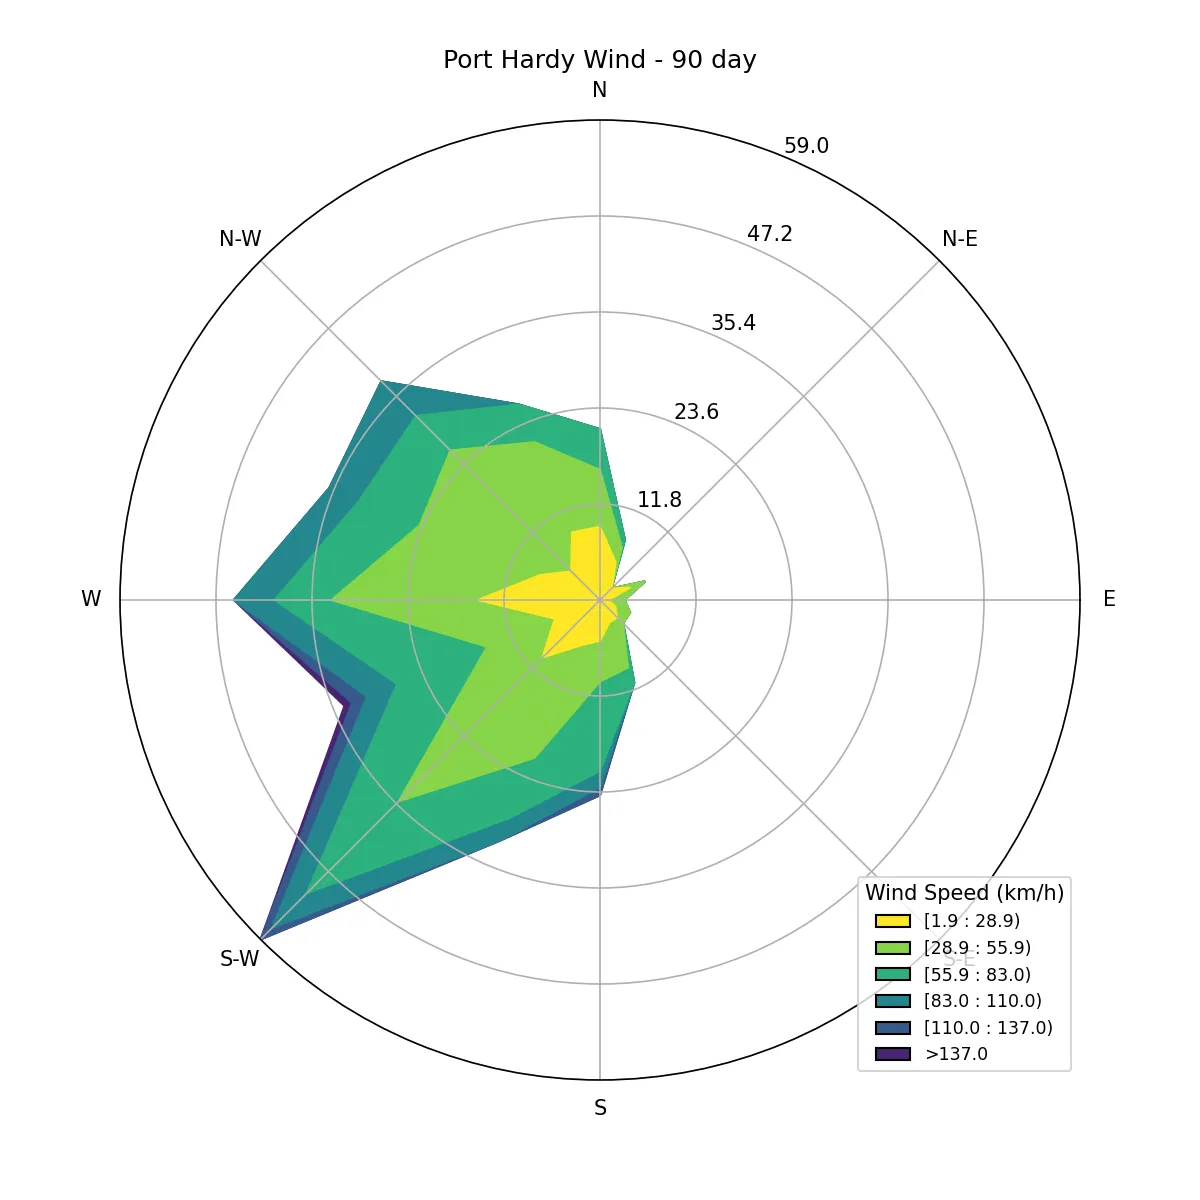 Port Hardy Wind - 90 day
N
59.0
47.2
N-W
N-E
35.4
23.6
11.8
W
E
Wind Speed (km/h)
[1.9 : 28.9)
[28.9 : 55.9)
S-W
S-E
[55.9 : 83.0)
[83.0 : 110.0)
[110.0 : 137.0)
>137.0
S